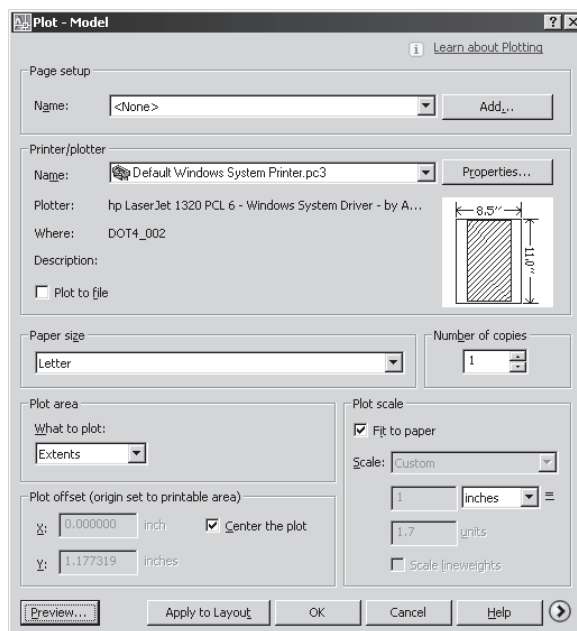 Plot - Model
Learn about Plotting
Page setup
Name: <None> Add...
Printer/plotter
Name: Default Windows System Printer.pc3 Properties...
Plotter: hp LaserJet 1320 PCL 6 - Windows System Driver - by A...
Where: DOT4_002
Description:
Plot to file
8.5″
11.0″
Paper size
Letter
Number of copies
1
Plot area
What to plot:
Extents
Plot scale
Fit to paper
Scale: Custom
1 inches =
1.7 units
Scale lineweights
Plot offset (origin set to printable area)
X: 0.000000 inch Center the plot
Y: 1.177319 inches
Preview... Apply to Layout OK Cancel Help